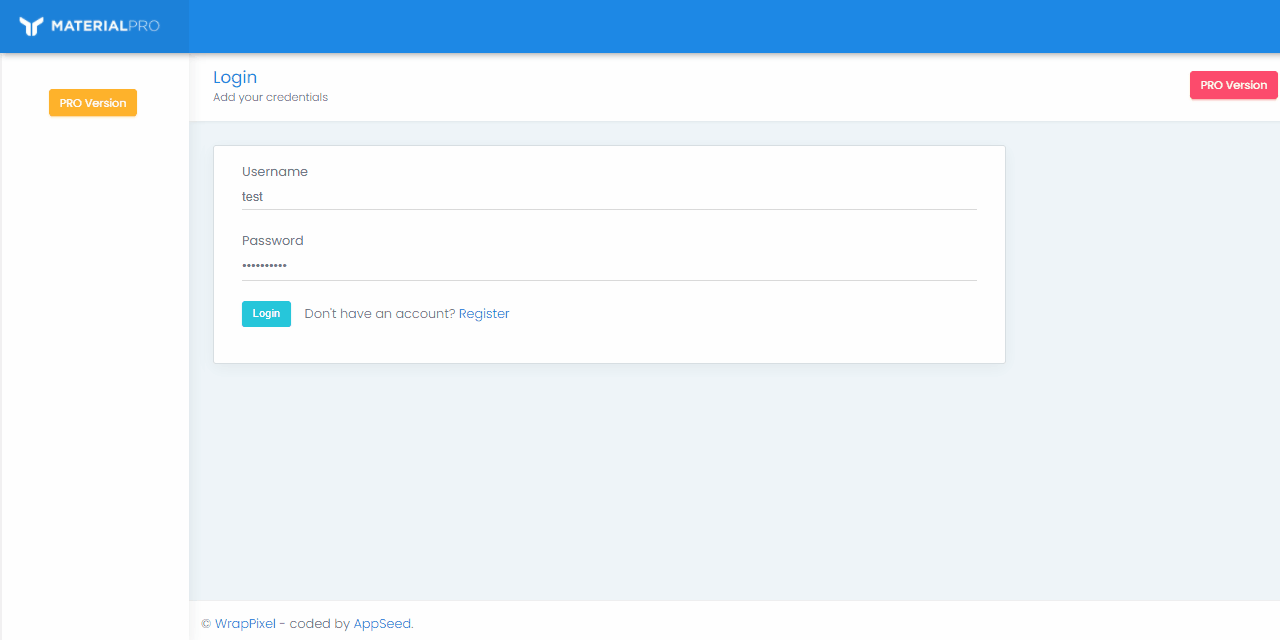 MATERIALPRO
PRO Version
Login
Add your credentials
PRO Version
Username
test
Password
••••••••••
Login Don't have an account? Register
© WrapPixel - coded by AppSeed.